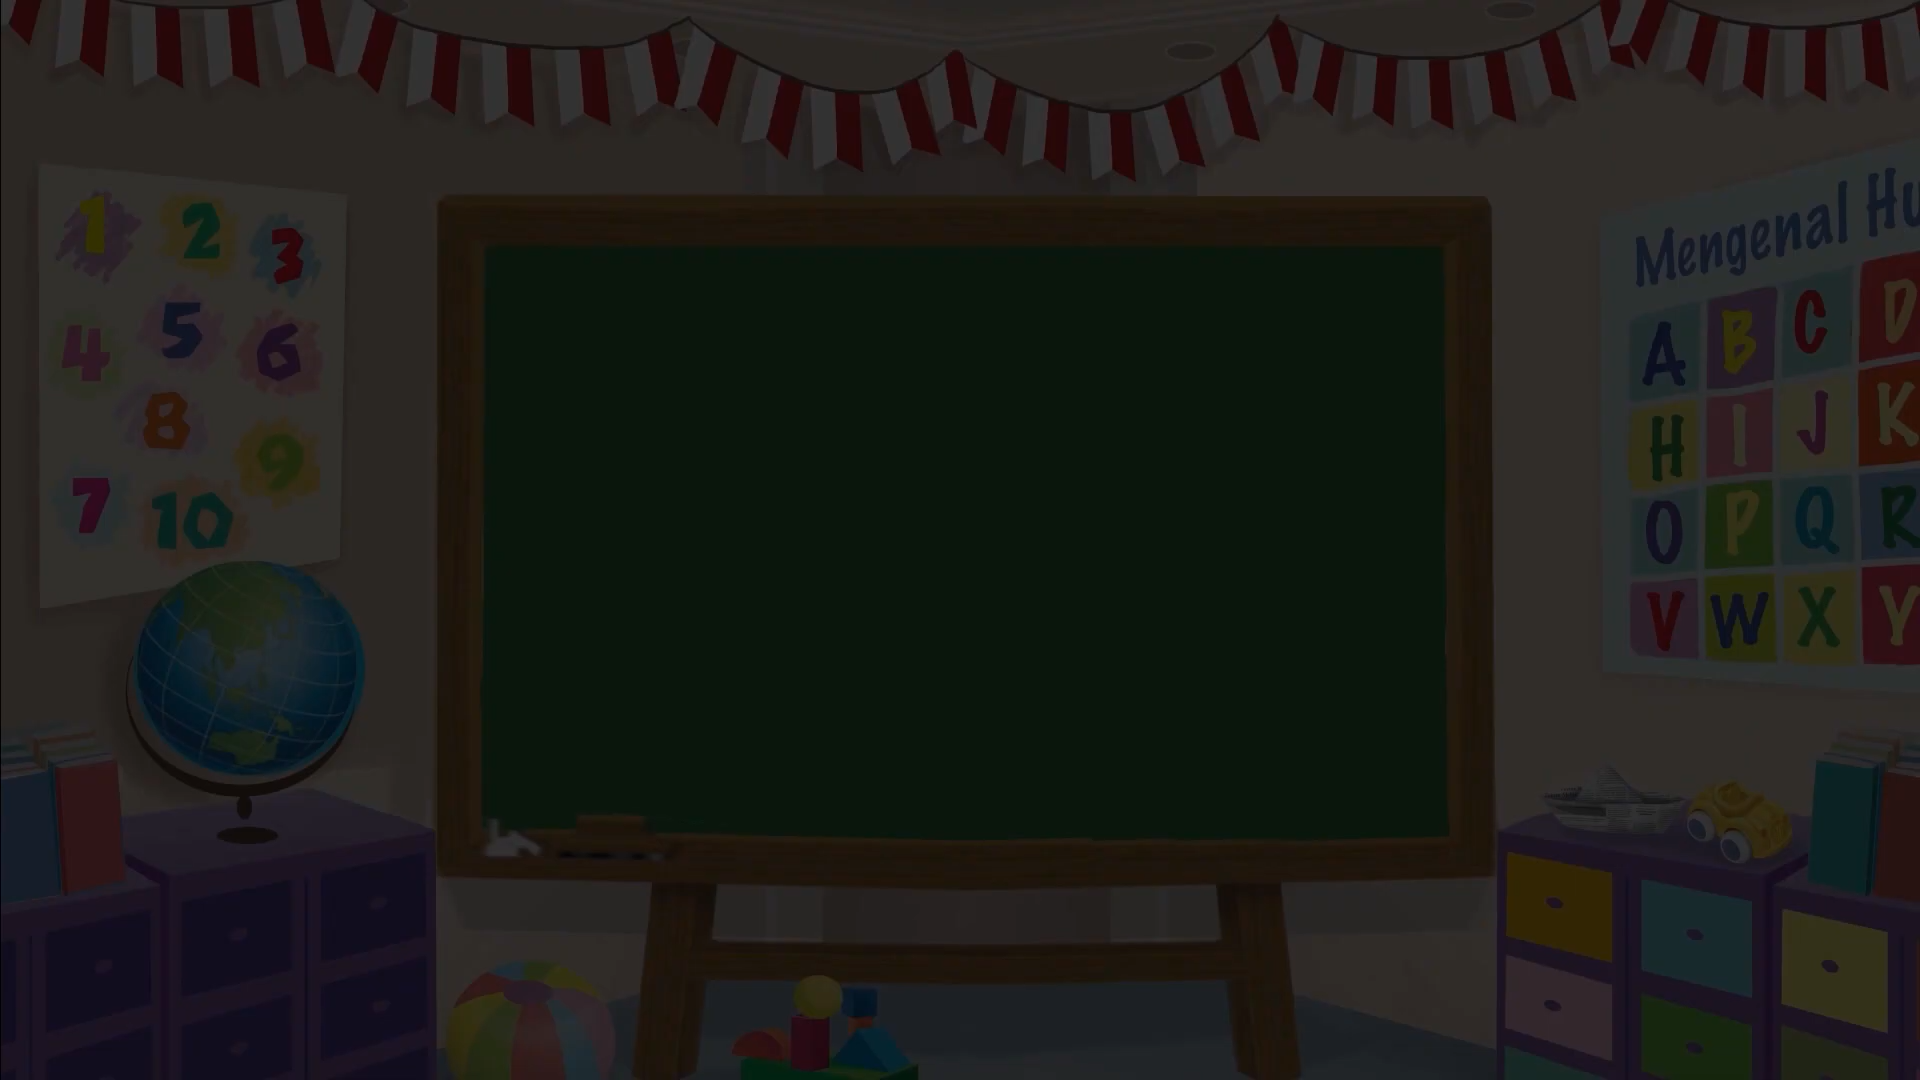 1 2 3
4 5 6
8
9
7 10
Mengenal Hu
A B C D
H I J K
O P Q R
V W X Y